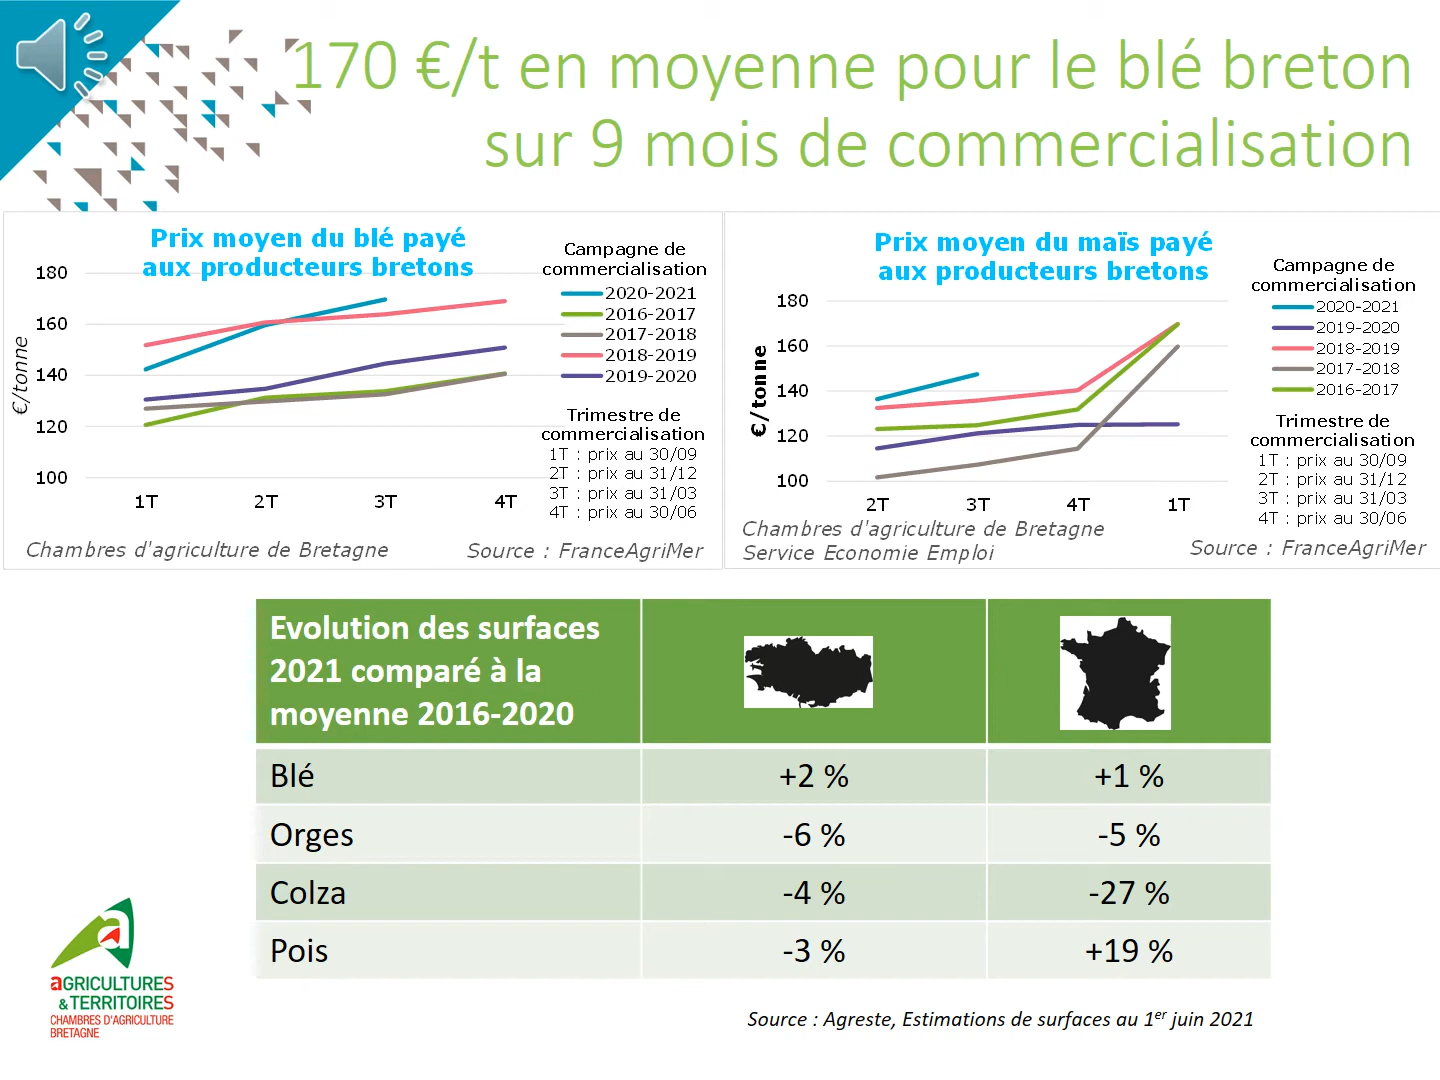 170 €/t en moyenne pour le blé breton
sur 9 mois de commercialisation
Prix moyen du blé payé
aux producteurs bretons
€/tonne
180
160
140
120
100
1T
2T
3T
4T
Campagne de
commercialisation
2020-2021
2016-2017
2017-2018
2018-2019
2019-2020
Trimestre de
commercialisation
1T : prix au 30/09
2T : prix au 31/12
3T : prix au 31/03
4T : prix au 30/06
Chambres d'agriculture de Bretagne
Source : FranceAgriMer
Prix moyen du maïs payé
aux producteurs bretons
€/tonne
180
160
140
120
100
2T
3T
4T
1T
Campagne de
commercialisation
2020-2021
2019-2020
2018-2019
2017-2018
2016-2017
Trimestre de
commercialisation
1T : prix au 30/09
2T : prix au 31/12
3T : prix au 31/03
4T : prix au 30/06
Chambres d'agriculture de Bretagne
Service Economie Emploi
Source : FranceAgriMer
Evolution des surfaces
2021 comparé à la
moyenne 2016-2020
Blé +2 % +1 %
Orges -6 % -5 %
Colza -4 % -27 %
Pois -3 % +19 %
a
aGRICULTURES
& TERRITOIRES
CHAMBRES D'AGRICULTURE
BRETAGNE
Source : Agreste, Estimations de surfaces au 1er juin 2021